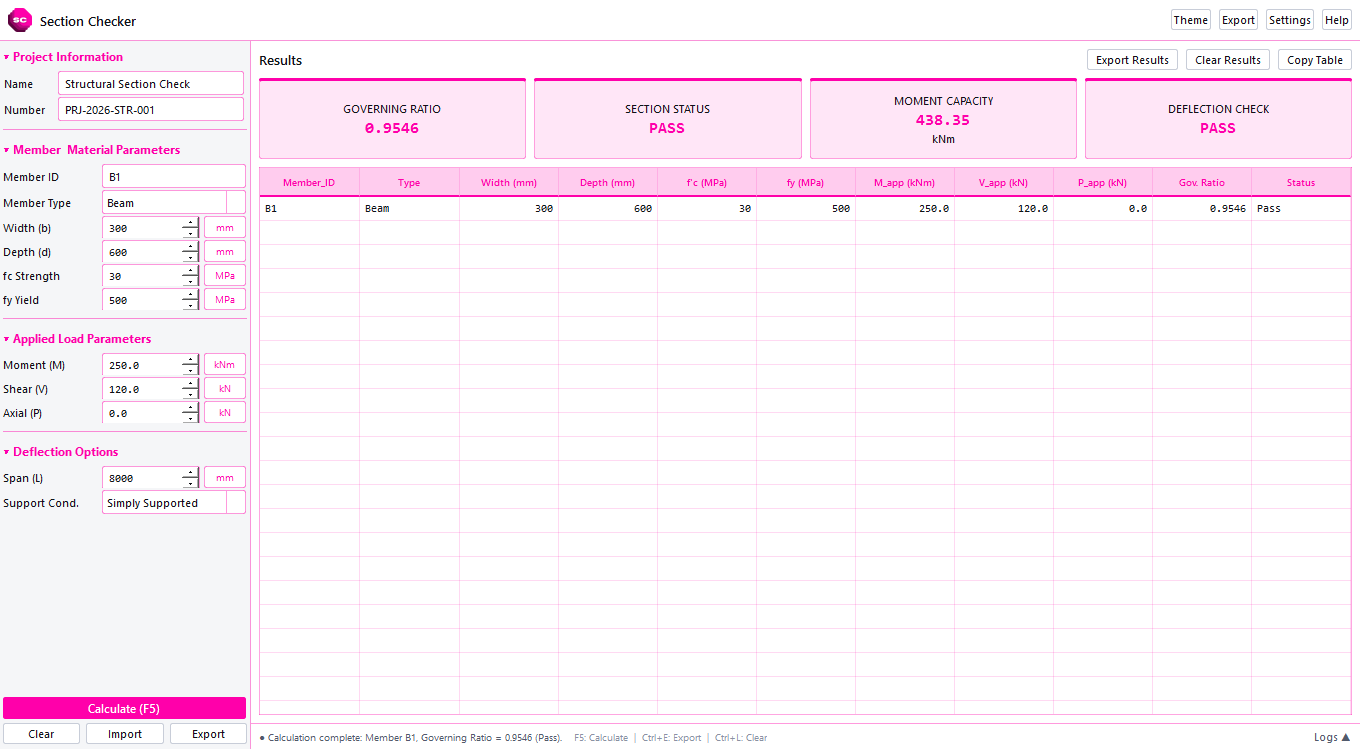 SC Section Checker Theme Export Settings Help
▾ Project Information
Name Structural Section Check
Number PRJ-2026-STR-001
▾ Member Material Parameters
Member ID B1
Member Type Beam
Width (b) 300 mm
Depth (d) 600 mm
fc Strength 30 MPa
fy Yield 500 MPa
▾ Applied Load Parameters
Moment (M) 250.0 kNm
Shear (V) 120.0 kN
Axial (P) 0.0 kN
▾ Deflection Options
Span (L) 8000 mm
Support Cond. Simply Supported
Calculate (F5)
Clear Import Export
Results Export Results Clear Results Copy Table
GOVERNING RATIO
0.9546
SECTION STATUS
PASS
MOMENT CAPACITY
438.35
kNm
DEFLECTION CHECK
PASS
Member_ID Type Width (mm) Depth (mm) f'c (MPa) fy (MPa) M_app (kNm) V_app (kN) P_app (kN) Gov. Ratio Status
B1 Beam 300 600 30 500 250.0 120.0 0.0 0.9546 Pass
● Calculation complete: Member B1, Governing Ratio = 0.9546 (Pass). F5: Calculate | Ctrl+E: Export | Ctrl+L: Clear Logs ▲